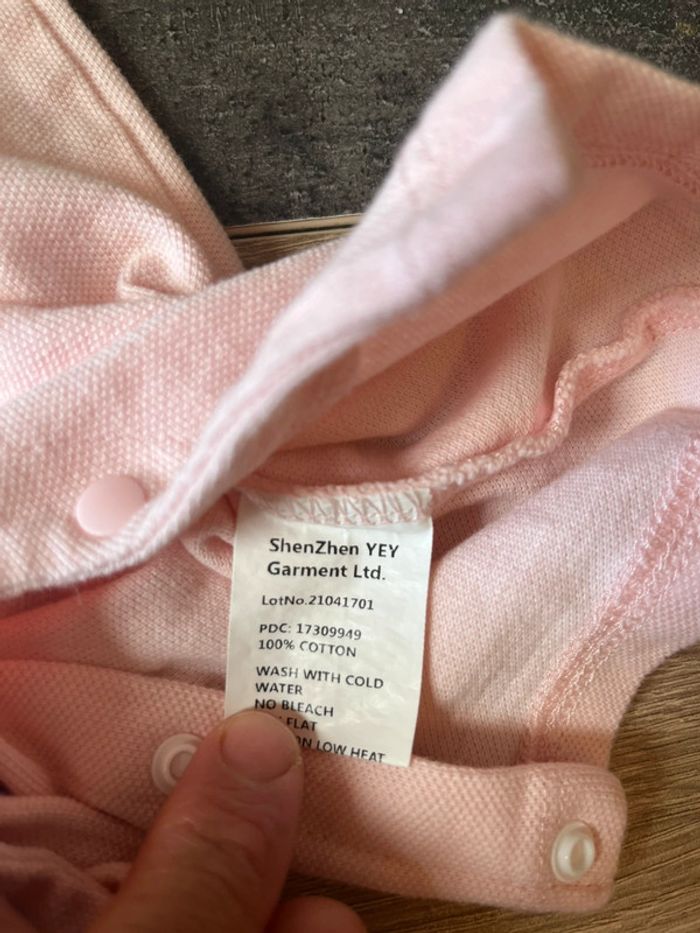 ShenZhen YEY
Garment Ltd.
LotNo.21041701
PDC: 17309949
100% COTTON
WASH WITH COLD
WATER
NO BLEACH
FLAT
LOW HEAT